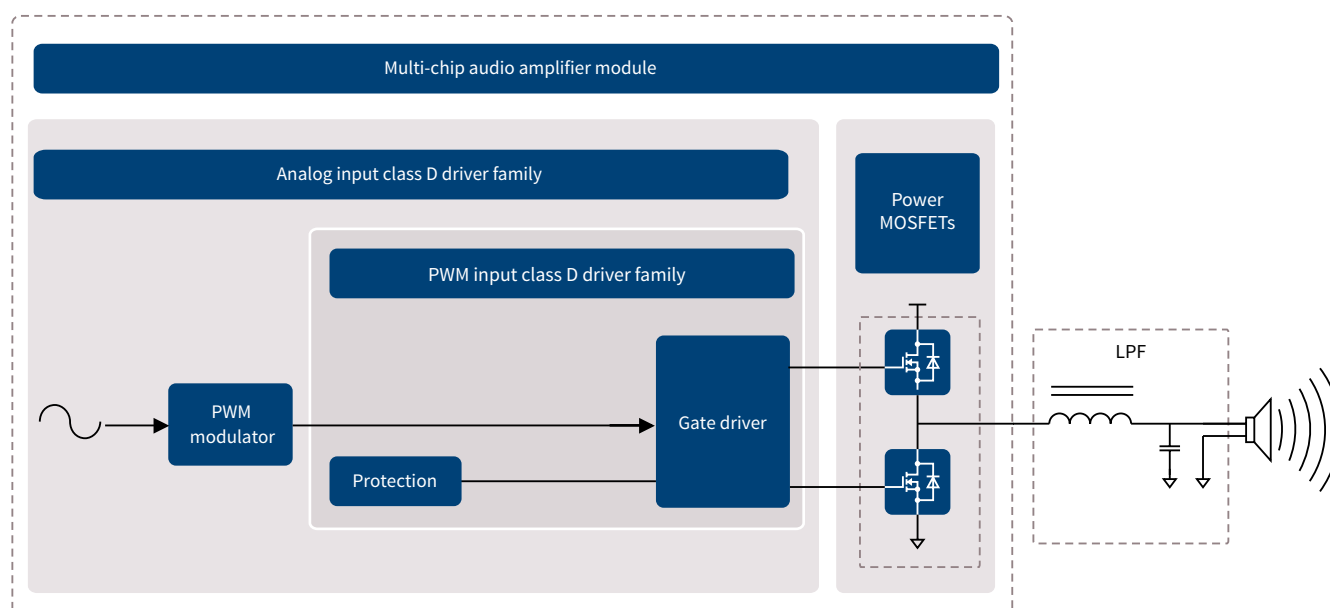 Multi-chip audio amplifier module
Analog input class D driver family
Power
MOSFETs
PWM input class D driver family
LPF
PWM
modulator
Gate driver
Protection